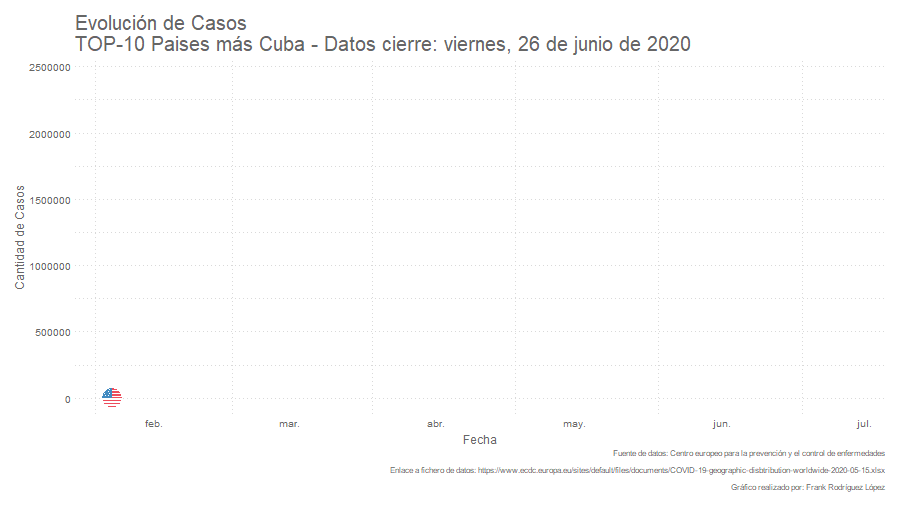 Evolución de Casos
TOP-10 Paises más Cuba - Datos cierre: viernes, 26 de junio de 2020
2500000
2000000
1500000
1000000
500000
0
Cantidad de Casos
feb. mar. abr. may. jun. jul.
Fecha
Fuente de datos: Centro europeo para la prevención y el control de enfermedades
Enlace a fichero de datos: https://www.ecdc.europa.eu/sites/default/files/documents/COVID-19-geographic-disbtribution-worldwide-2020-05-15.xlsx
Gráfico realizado por: Frank Rodríguez López